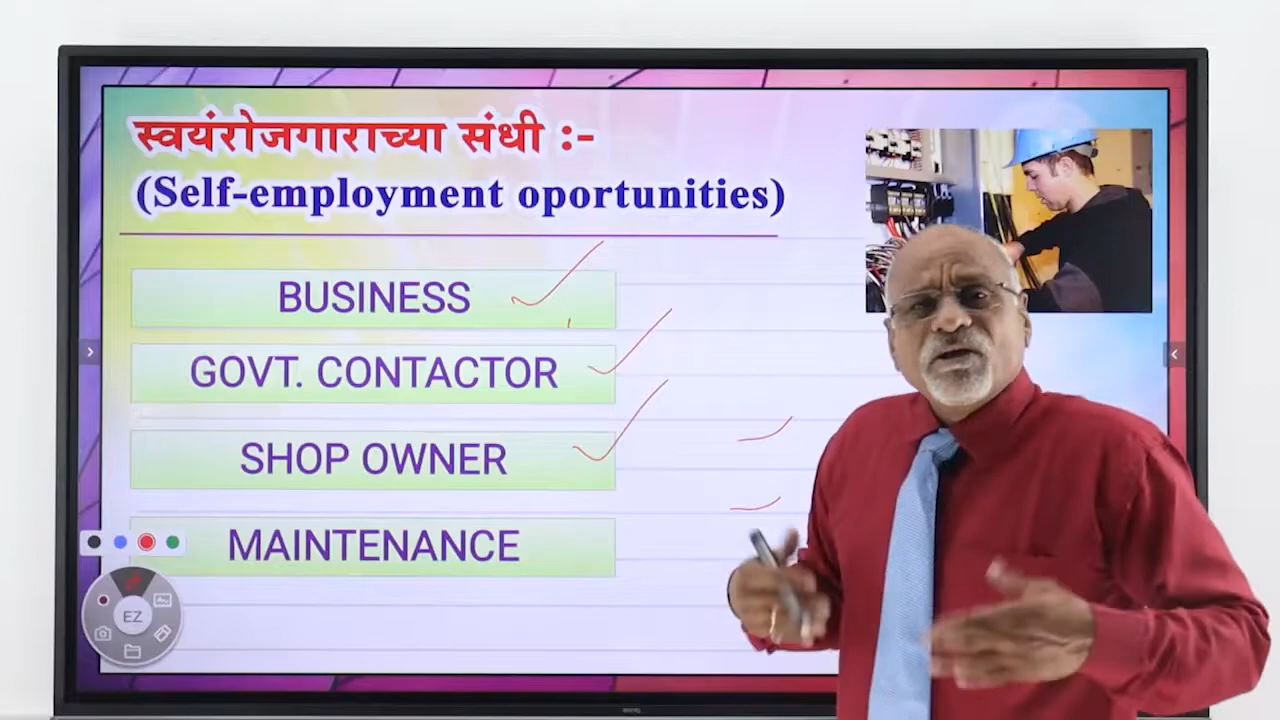 स्वयंरोजगाराच्या संधी :-
(Self-employment oportunities)
BUSINESS
GOVT. CONTACTOR
SHOP OWNER
MAINTENANCE
EZ